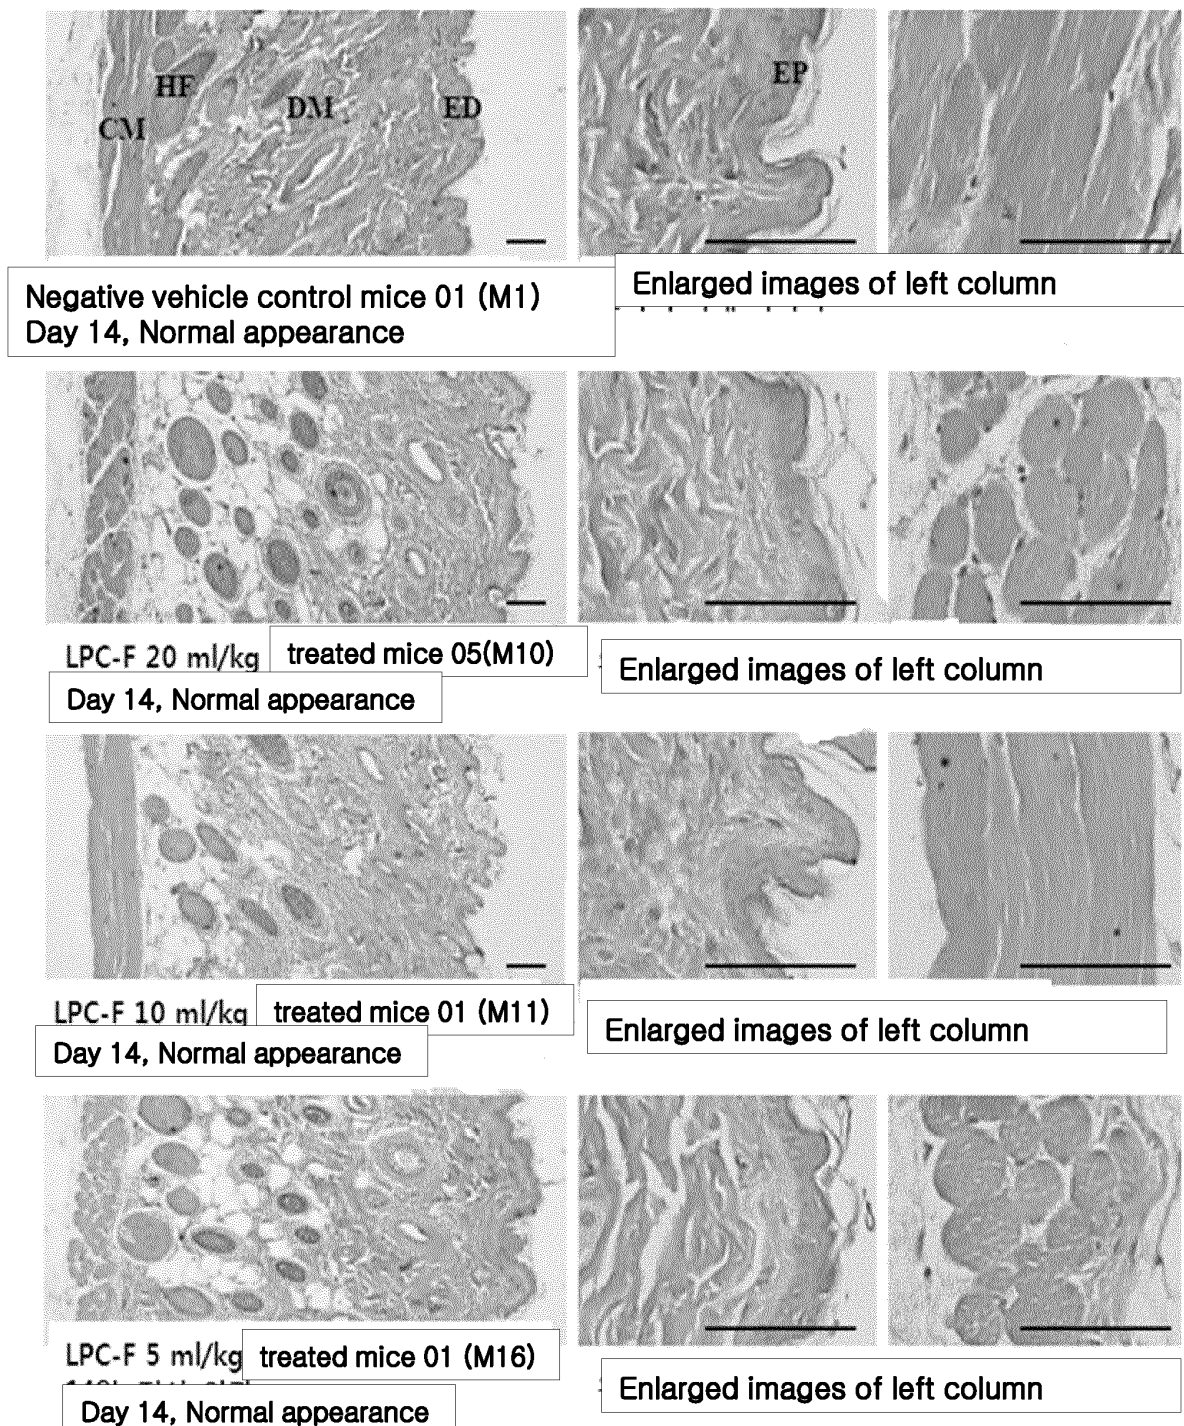 HF
DM
ED
CM
EP
Negative vehicle control mice 01 (M1)
Day 14, Normal appearance
Enlarged images of left column
LPC-F 20 ml/kg treated mice 05(M10)
Day 14, Normal appearance
Enlarged images of left column
LPC-F 10 ml/kg treated mice 01 (M11)
Day 14, Normal appearance
Enlarged images of left column
LPC-F 5 ml/kg treated mice 01 (M16)
Day 14, Normal appearance
Enlarged images of left column